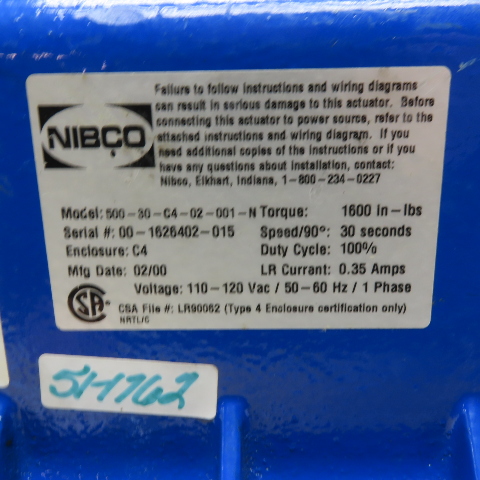 Failure to follow instructions and wiring diagrams
can result in serious damage to this actuator. Before
connecting this actuator to power source, refer to the
attached instructions and wiring diagram. If you
need additional copies of the instructions or if you
have any questions about installation, contact:
Nibco, Elkhart, Indiana, 1-800-234-0227
NIBCO
Model: 500-30-C4-02-001-N Torque: 1600 In-lbs
Serial #: 00-1626402-015 Speed/90°: 30 seconds
Enclosure: C4 Duty Cycle: 100%
Mfg Date: 02/00 LR Current: 0.35 Amps
Voltage: 110-120 Vac / 50-60 Hz / 1 Phase
CSA File #: LR90062 (Type 4 Enclosure certification only)
NRTL/C
51-1762